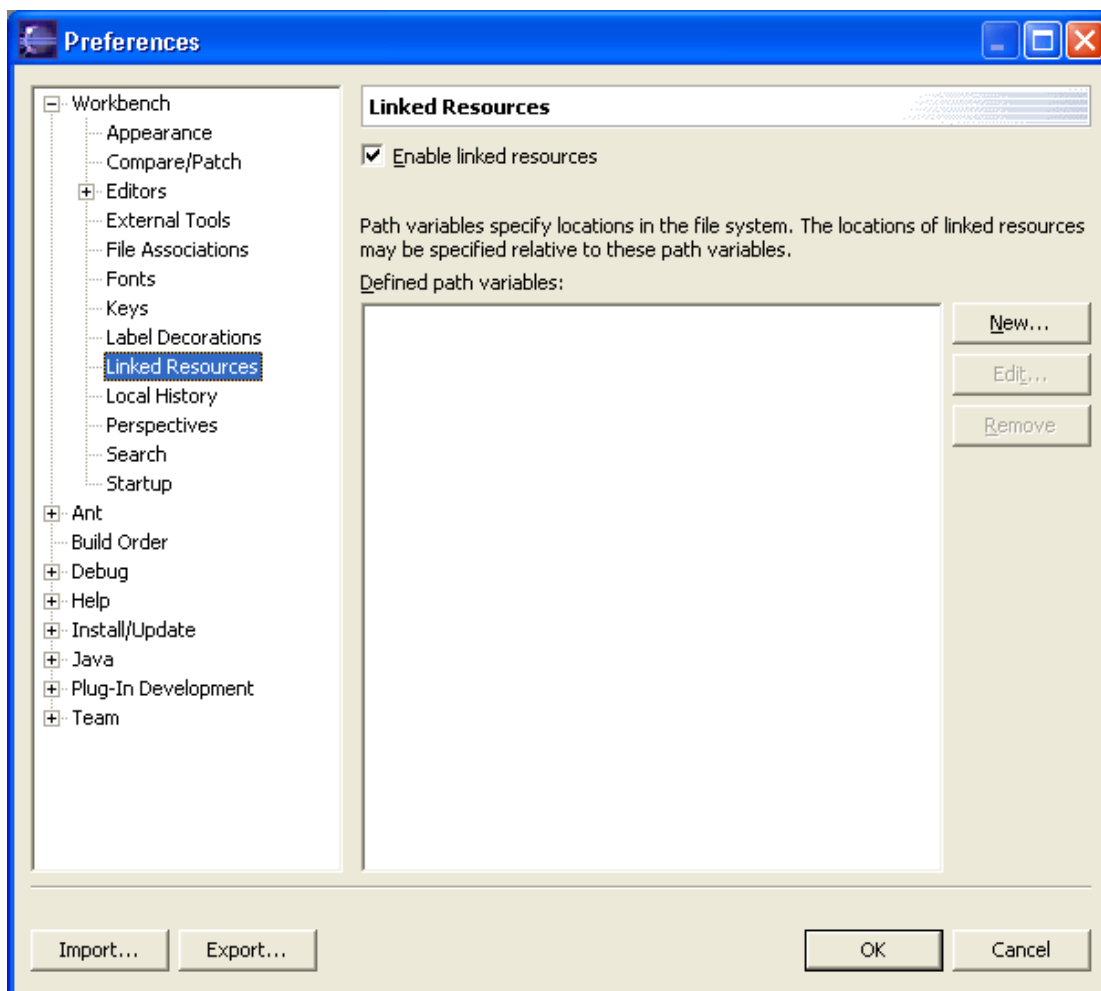 Preferences
Workbench
Appearance
Compare/Patch
Editors
External Tools
File Associations
Fonts
Keys
Label Decorations
Linked Resources
Local History
Perspectives
Search
Startup
Ant
Build Order
Debug
Help
Install/Update
Java
Plug-In Development
Team
Linked Resources
Enable linked resources
Path variables specify locations in the file system. The locations of linked resources
may be specified relative to these path variables.
Defined path variables:
New...
Edit...
Remove
Import...
Export...
OK
Cancel